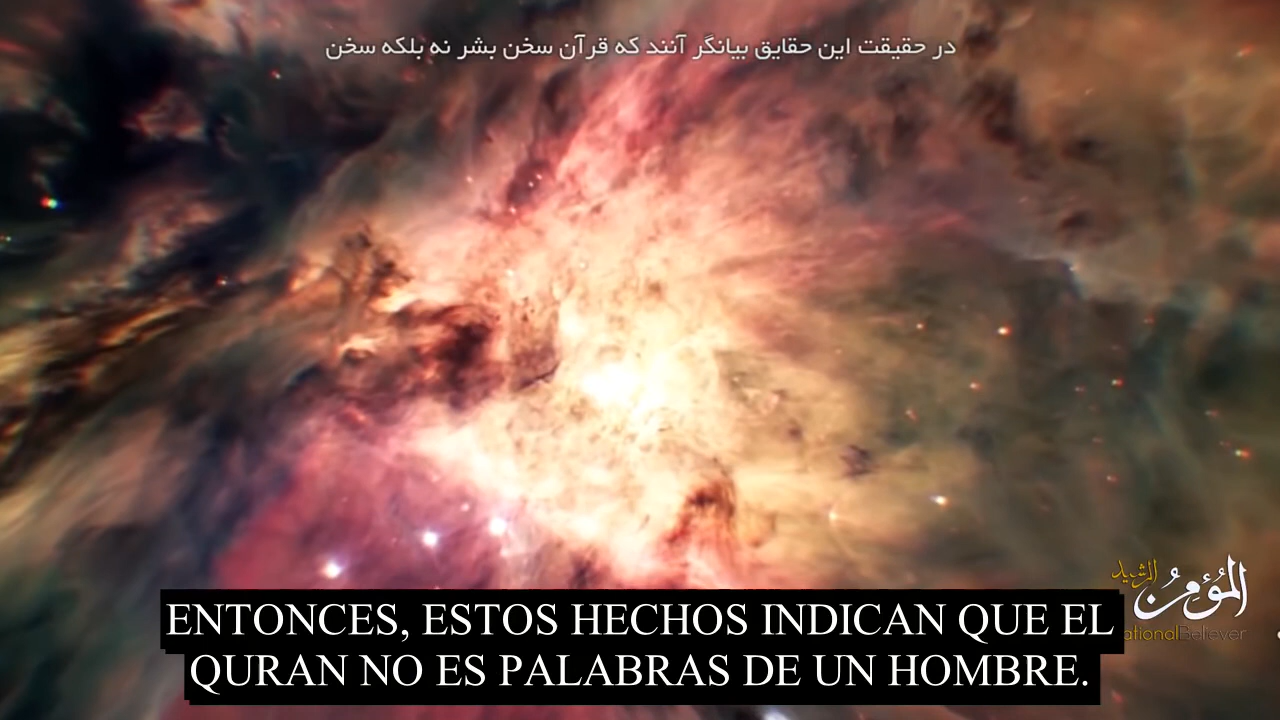 در حقیقت این حقایق بیانگر آنند که قرآن سخن بشر نه بلکه سخن
المؤمن الرشيد
ationalBeliever
ENTONCES, ESTOS HECHOS INDICAN QUE EL
QURAN NO ES PALABRAS DE UN HOMBRE.